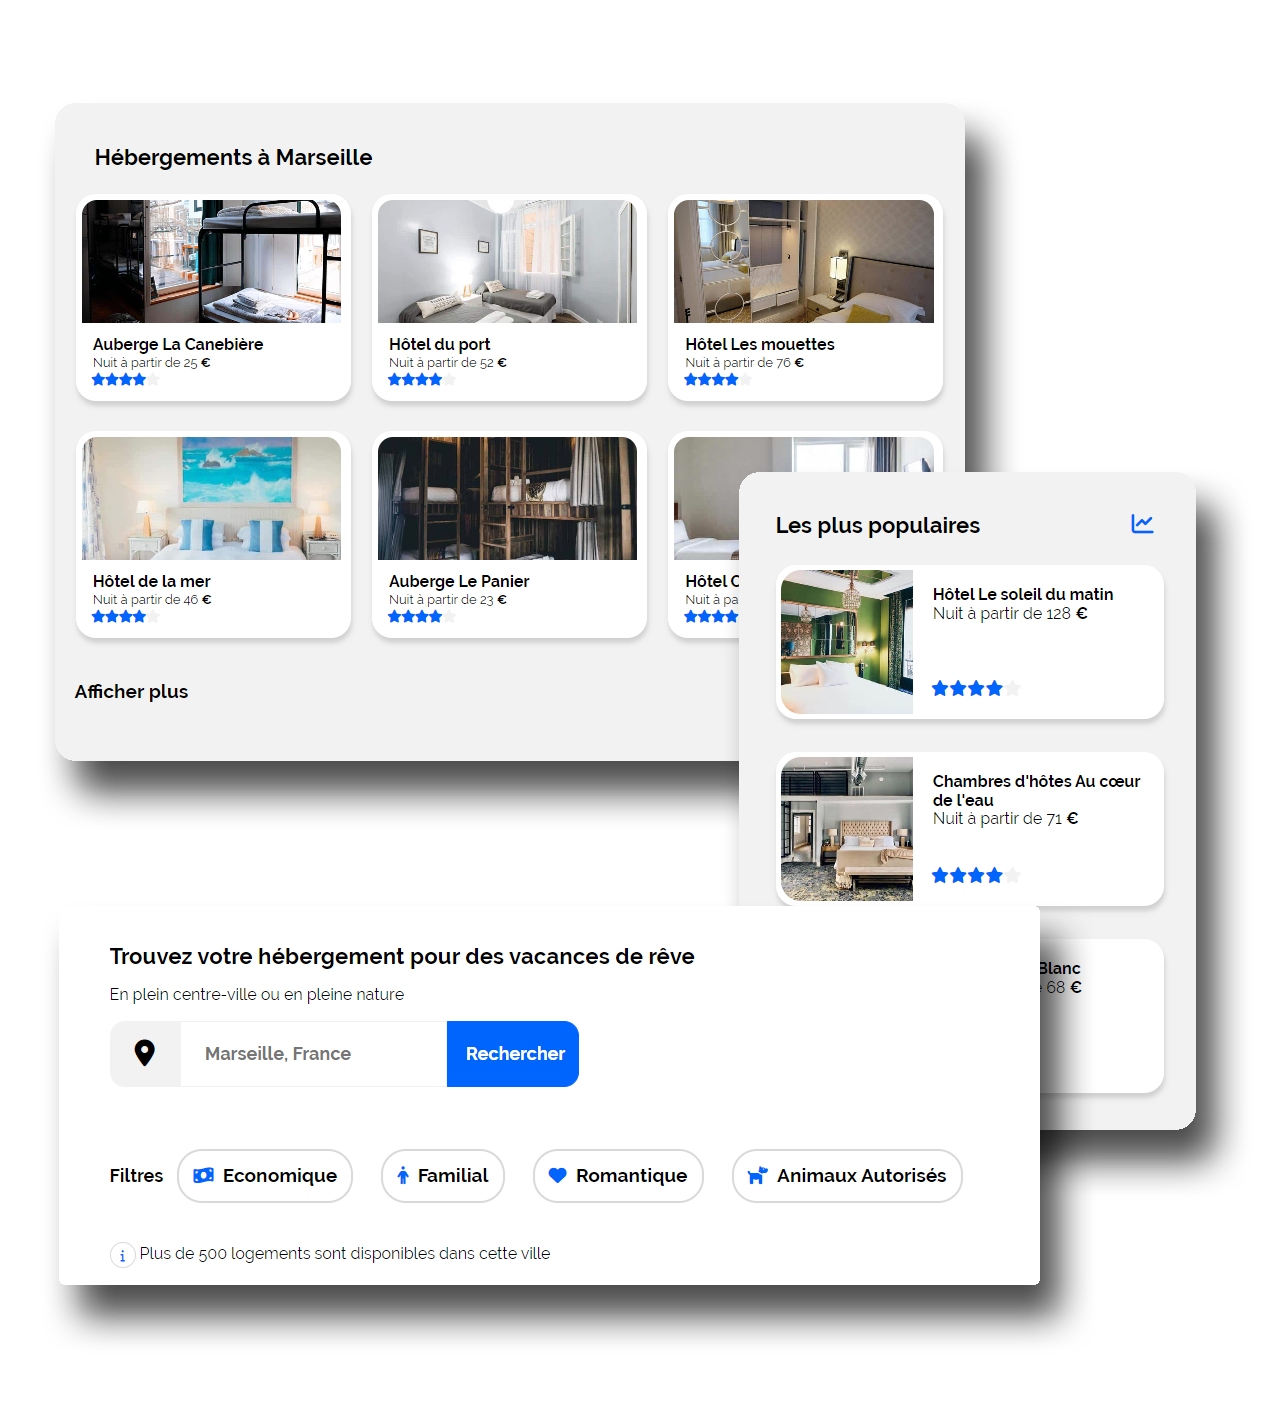 Hébergements à Marseille
Auberge La Canebière
Nuit à partir de 25 €
Hôtel du port
Nuit à partir de 52 €
Hôtel Les mouettes
Nuit à partir de 76 €
Hôtel de la mer
Nuit à partir de 46 €
Auberge Le Panier
Nuit à partir de 23 €
Hôtel
Nuit à
Afficher plus
Les plus populaires
Hôtel Le soleil du matin
Nuit à partir de 128 €
Chambres d'hôtes Au cœur
de l'eau
Nuit à partir de 71 €
Blanc
68 €
Trouvez votre hébergement pour des vacances de rêve
En plein centre-ville ou en pleine nature
Marseille, France
Rechercher
Filtres
Economique
Familial
Romantique
Animaux Autorisés
i Plus de 500 logements sont disponibles dans cette ville